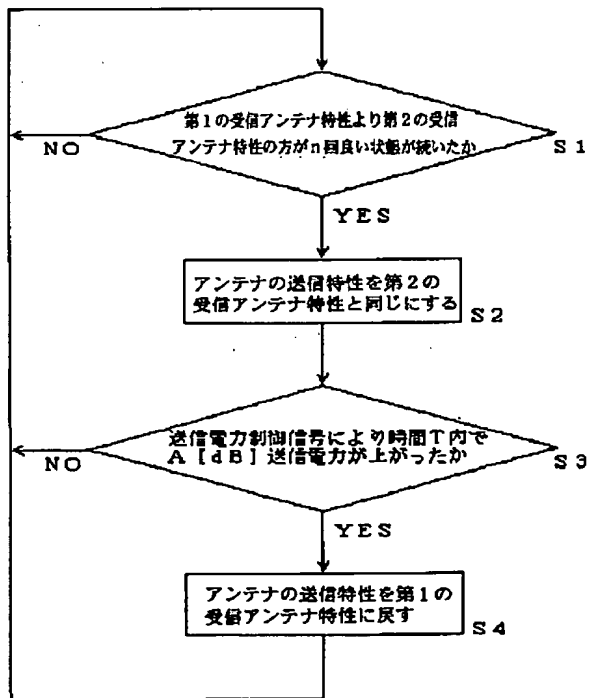 第1の受信アンテナ特性より第2の受信
アンテナ特性の方がn回良い状態が続いたか
NO
S1
YES
アンテナの送信特性を第2の
受信アンテナ特性と同じにする
S2
送信電力制御信号により時間T内で
A [dB] 送信電力が上がったか
NO
S3
YES
アンテナの送信特性を第1の
受信アンテナ特性に戻す
S4